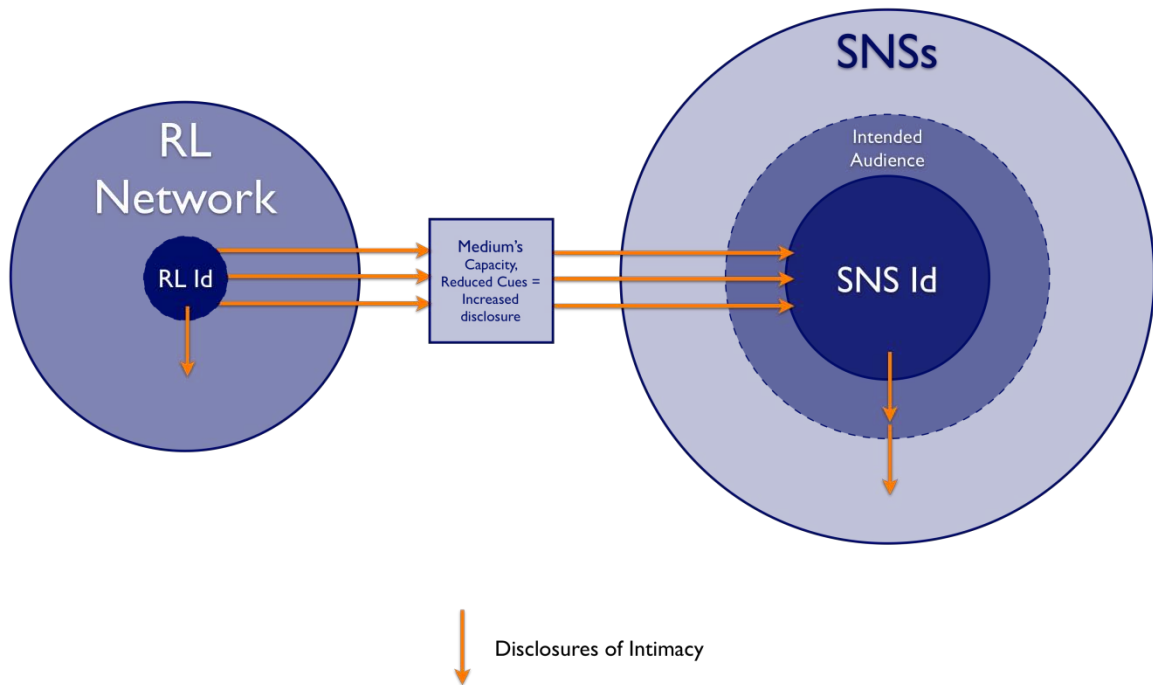 RL
Network
RL Id
Medium's
Capacity,
Reduced Cues =
Increased
disclosure
SNSs
Intended
Audience
SNS Id
Disclosures of Intimacy